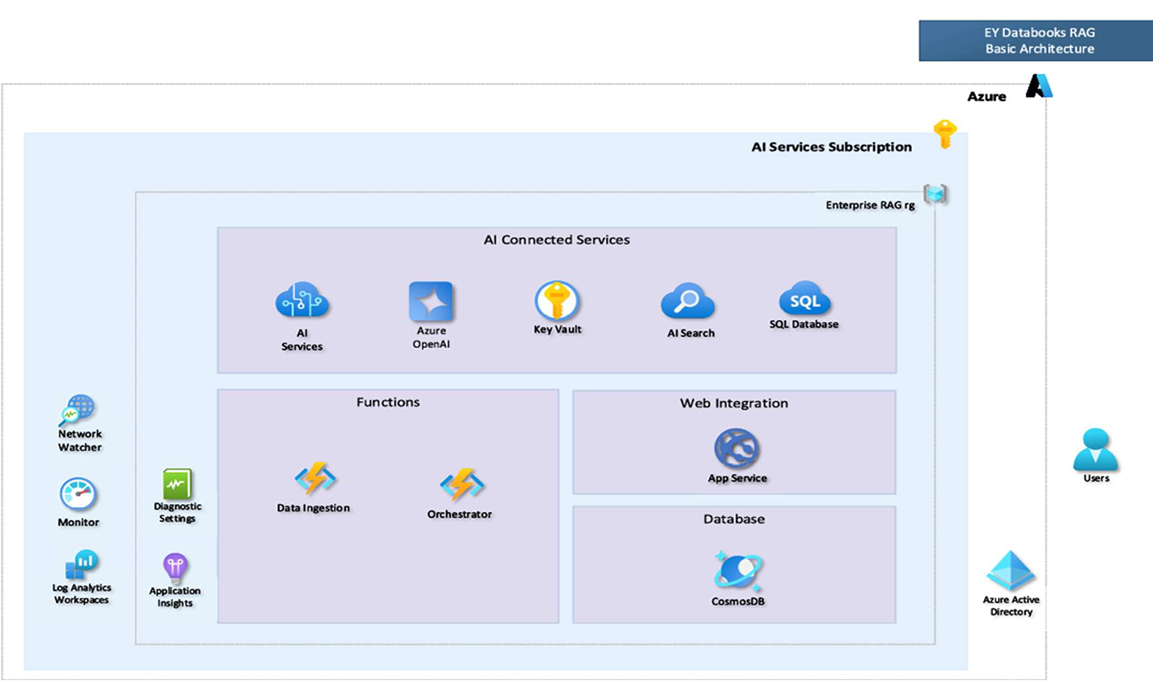 EY Databooks RAG
Basic Architecture
Azure
AI Services Subscription
Enterprise RAG rg
AI Connected Services
AI
Services
Azure
OpenAI
Key Vault
AI Search
SQL
SQL Database
Functions
Data Ingestion
Orchestrator
Web Integration
App Service
Database
CosmosDB
Network
Watcher
Monitor
Log Analytics
Workspaces
Diagnostic
Settings
Application
Insights
Users
Azure Active
Directory